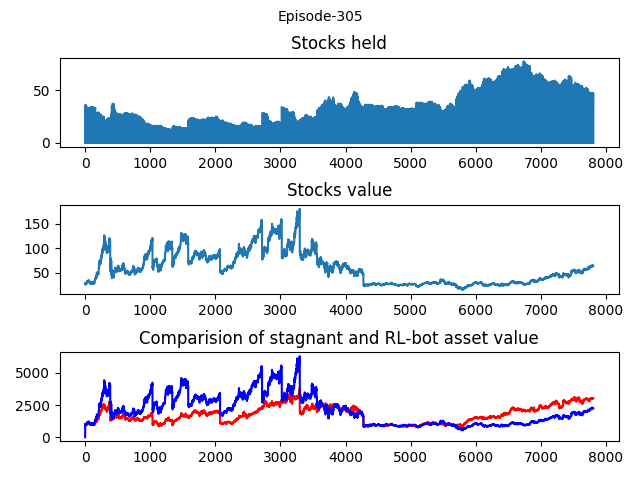 Episode-305
Stocks held
50
0
0 1000 2000 3000 4000 5000 6000 7000 8000
Stocks value
150
100
50
0 1000 2000 3000 4000 5000 6000 7000 8000
Comparision of stagnant and RL-bot asset value
5000
2500
0
0 1000 2000 3000 4000 5000 6000 7000 8000